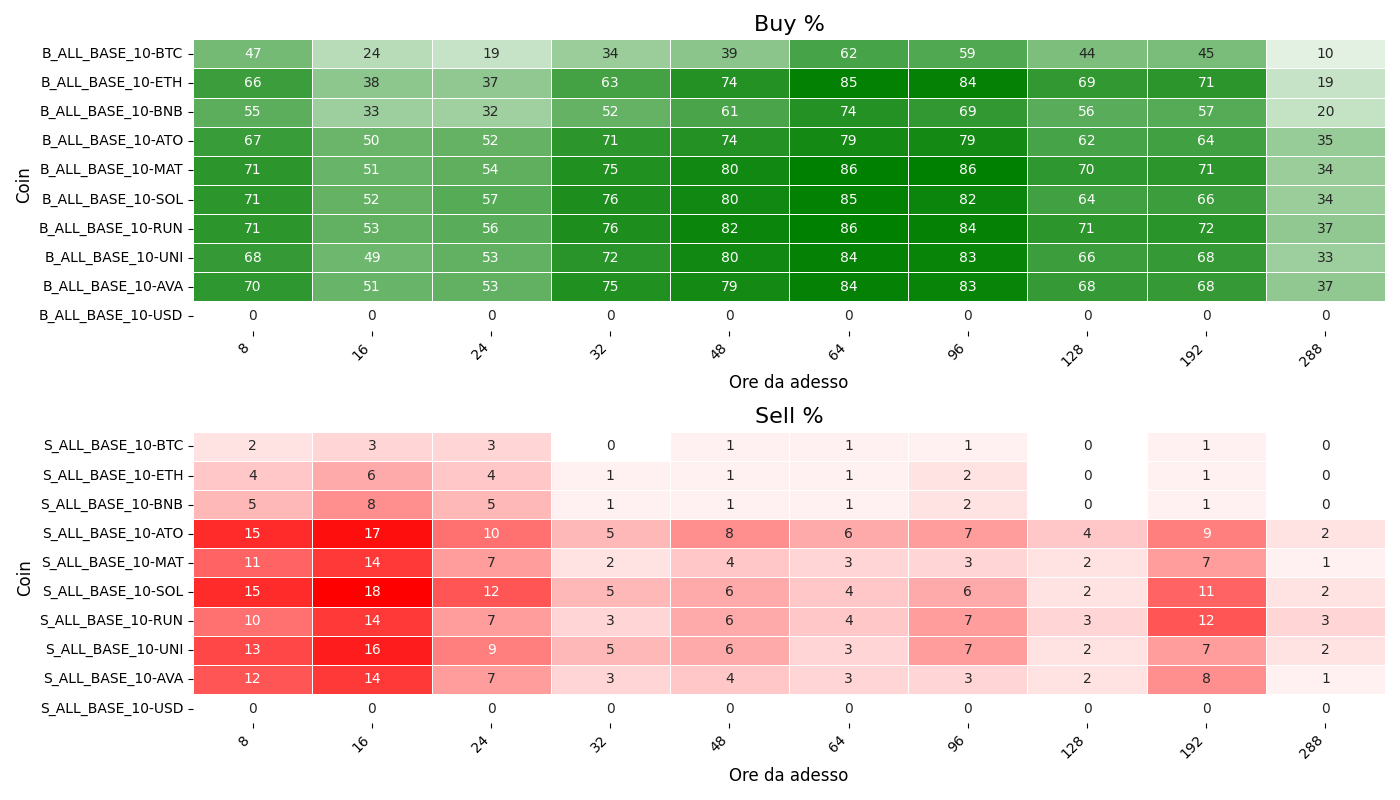 Buy %
Coin
B_ALL_BASE_10-BTC 47 24 19 34 39 62 59 44 45 10
B_ALL_BASE_10-ETH 66 38 37 63 74 85 84 69 71 19
B_ALL_BASE_10-BNB 55 33 32 52 61 74 69 56 57 20
B_ALL_BASE_10-ATO 67 50 52 71 74 79 79 62 64 35
B_ALL_BASE_10-MAT 71 51 54 75 80 86 86 70 71 34
B_ALL_BASE_10-SOL 71 52 57 76 80 85 82 64 66 34
B_ALL_BASE_10-RUN 71 53 56 76 82 86 84 71 72 37
B_ALL_BASE_10-UNI 68 49 53 72 80 84 83 66 68 33
B_ALL_BASE_10-AVA 70 51 53 75 79 84 83 68 68 37
B_ALL_BASE_10-USD 0 0 0 0 0 0 0 0 0 0
8 16 24 32 48 64 96 128 192 288
Ore da adesso
Sell %
Coin
S_ALL_BASE_10-BTC 2 3 3 0 1 1 1 0 1 0
S_ALL_BASE_10-ETH 4 6 4 1 1 1 2 0 1 0
S_ALL_BASE_10-BNB 5 8 5 1 1 1 2 0 1 0
S_ALL_BASE_10-ATO 15 17 10 5 8 6 7 4 9 2
S_ALL_BASE_10-MAT 11 14 7 2 4 3 3 2 7 1
S_ALL_BASE_10-SOL 15 18 12 5 6 4 6 2 11 2
S_ALL_BASE_10-RUN 10 14 7 3 6 4 7 3 12 3
S_ALL_BASE_10-UNI 13 16 9 5 6 3 7 2 7 2
S_ALL_BASE_10-AVA 12 14 7 3 4 3 3 2 8 1
S_ALL_BASE_10-USD 0 0 0 0 0 0 0 0 0 0
8 16 24 32 48 64 96 128 192 288
Ore da adesso